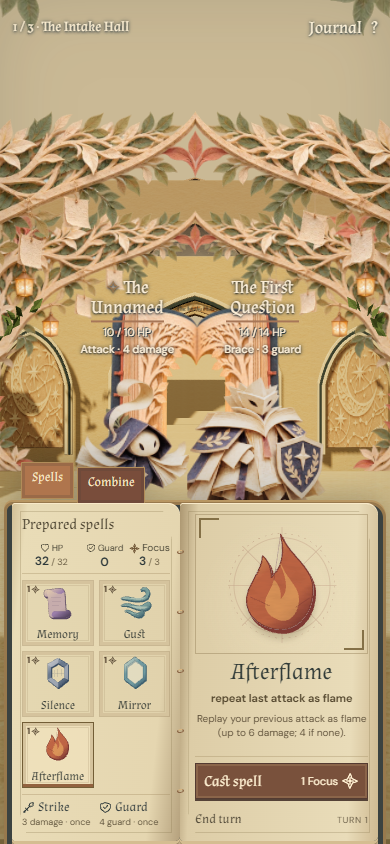 1 / 3 · The Intake Hall
Journal ?
The
Unnamed
10 / 10 HP
Attack · 4 damage
The First
Question
14 / 14 HP
Brace · 3 guard
Spells
Combine
Prepared spells
HP
32 / 32
Guard
0
Focus
3 / 3
1
Memory
1
Gust
1
Silence
1
Mirror
1
Afterflame
Strike
3 damage · once
Guard
4 guard · once
Afterflame
repeat last attack as flame
Replay your previous attack as flame
(up to 6 damage; 4 if none).
Cast spell 1 Focus
End turn TURN 1